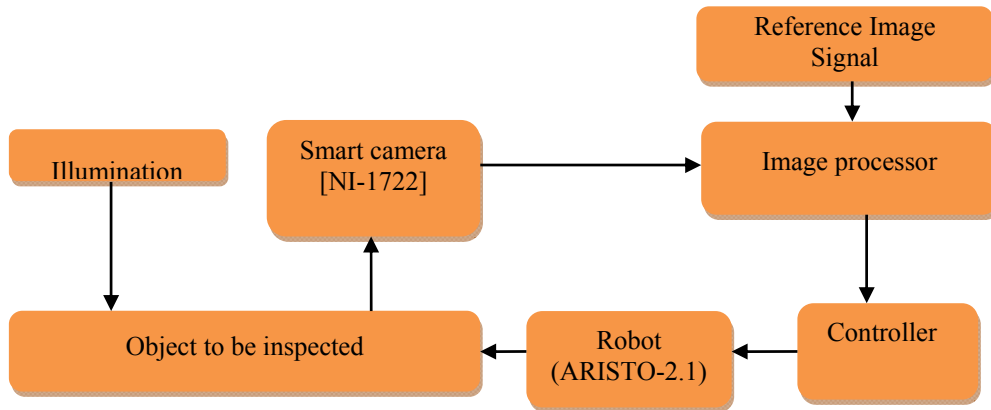 Reference Image
Signal
Illumination
Smart camera
[NI-1722]
Image processor
Object to be inspected
Robot
(ARISTO-2.1)
Controller